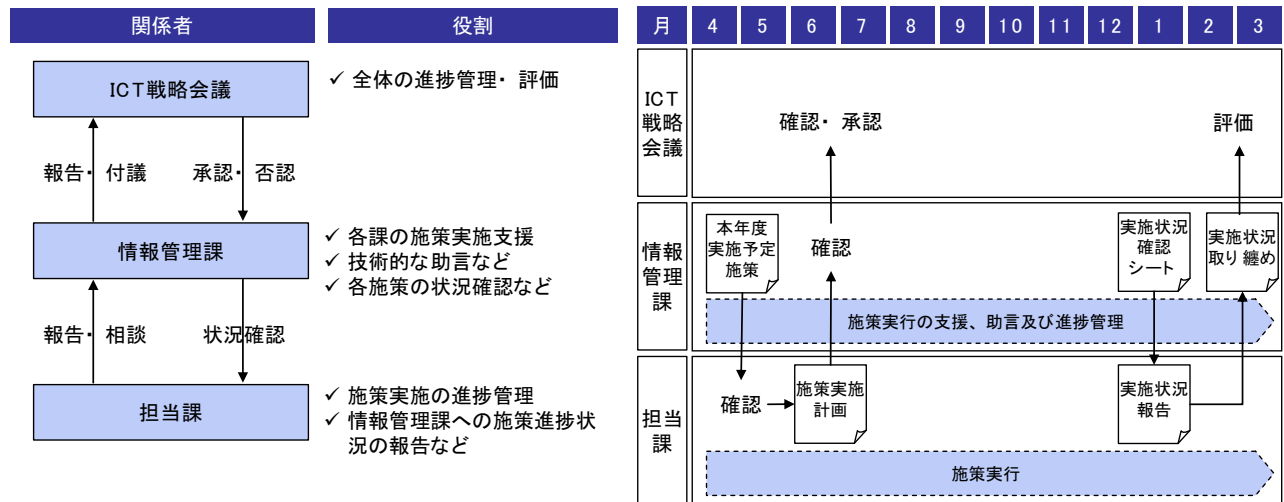 関係者
役割
ICT戦略会議
✓ 全体の進捗管理・評価
報告・付議
承認・否認
情報管理課
✓ 各課の施策実施支援
✓ 技術的な助言など
✓ 各施策の状況確認など
報告・相談
状況確認
担当課
✓ 施策実施の進捗管理
✓ 情報管理課への施策進捗状
況の報告など
月 4 5 6 7 8 9 10 11 12 1 2 3
ICT
戦略
会議
確認・承認
評価
情報
管理
課
本年度
実施予定
施策
確認
実施状況
確認
シート
実施状況
取り纏め
施策実行の支援、助言及び進捗管理
担当
課
確認
施策実施
計画
実施状況
報告
施策実行